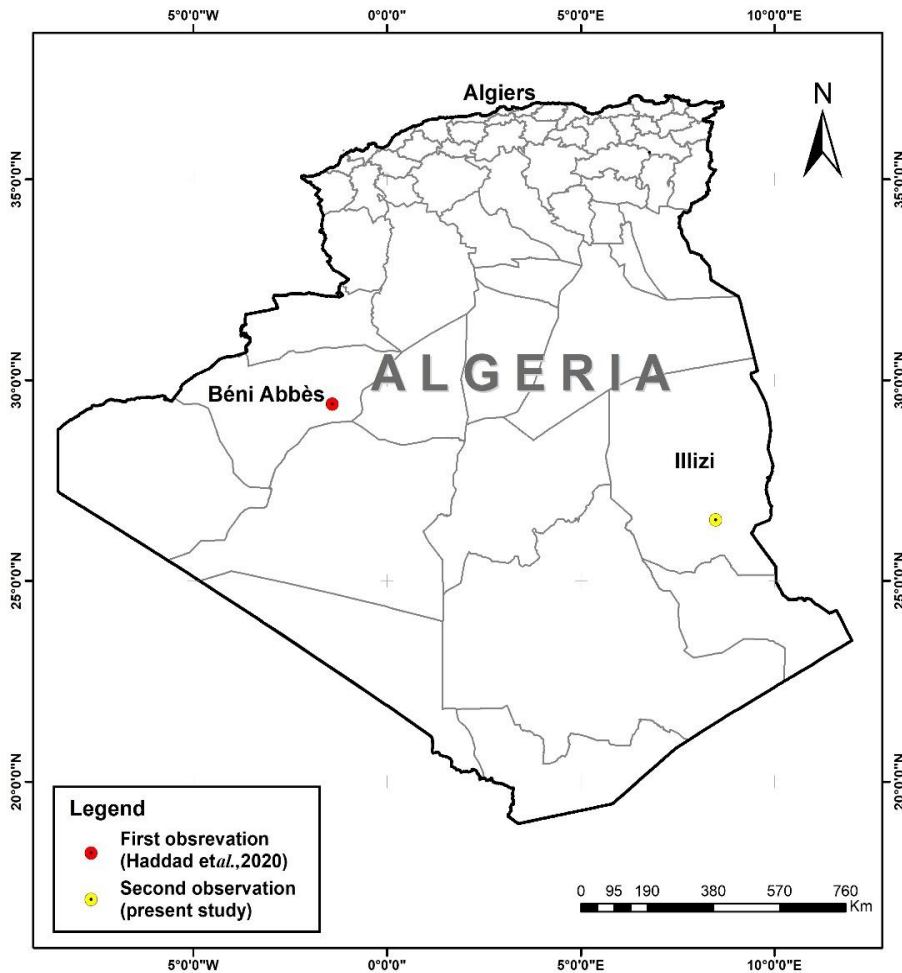 5°0'0"W 0°0'0" 5°0'0"E 10°0'0"E
Algiers
N
35°0'0"N 35°0'0"N
30°0'0"N 30°0'0"N
ALGERIA
Béni Abbès
Illizi
25°0'0"N 25°0'0"N
20°0'0"N 20°0'0"N
Legend
First obsrevation
(Haddad etal.,2020)
Second observation
(present study)
0 95 190 380 570 760
Km
5°0'0"W 0°0'0" 5°0'0"E 10°0'0"E